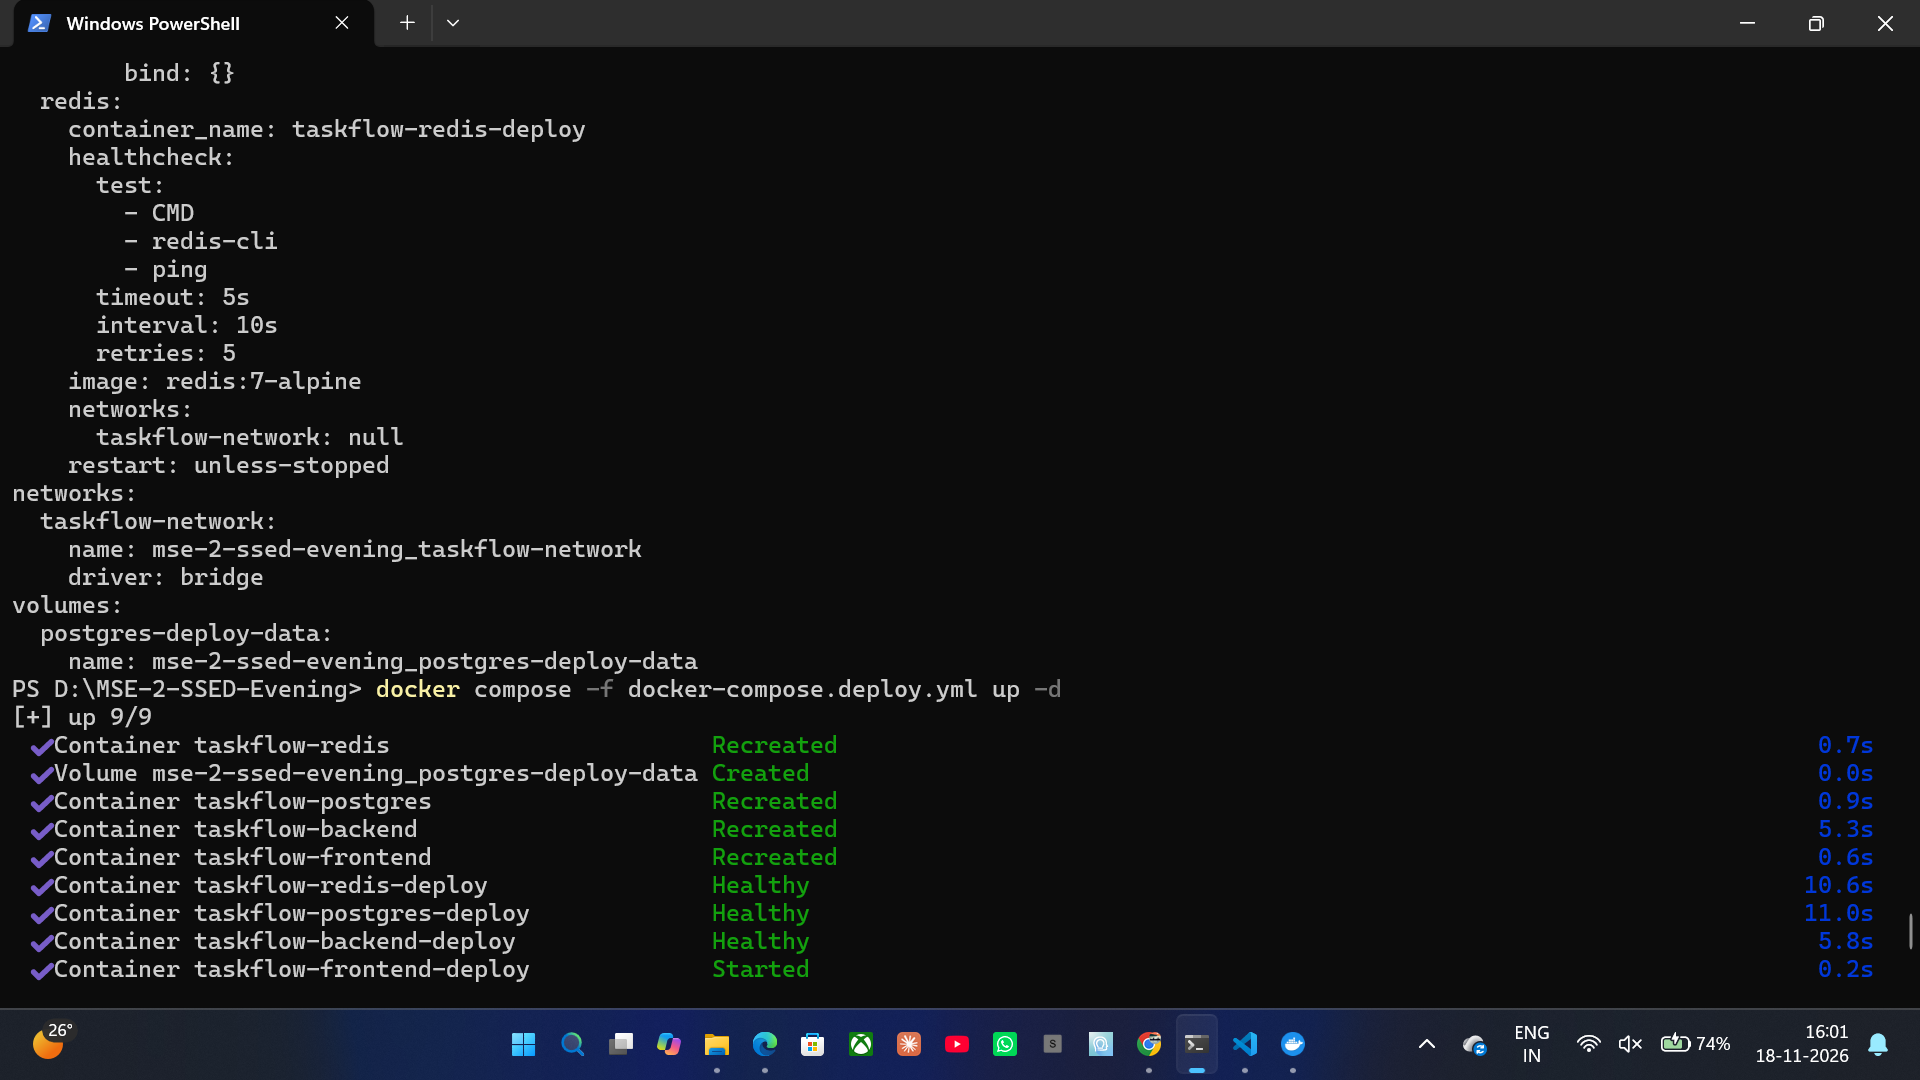 Windows PowerShell
bind: {}
redis:
container_name: taskflow-redis-deploy
healthcheck:
test:
- CMD
- redis-cli
- ping
timeout: 5s
interval: 10s
retries: 5
image: redis:7-alpine
networks:
taskflow-network: null
restart: unless-stopped
networks:
taskflow-network:
name: mse-2-ssed-evening_taskflow-network
driver: bridge
volumes:
postgres-deploy-data:
name: mse-2-ssed-evening_postgres-deploy-data
PS D:\MSE-2-SSED-Evening> docker compose -f docker-compose.deploy.yml up -d
[+] up 9/9
Container taskflow-redis Recreated 0.7s
Volume mse-2-ssed-evening_postgres-deploy-data Created 0.0s
Container taskflow-postgres Recreated 0.9s
Container taskflow-backend Recreated 5.3s
Container taskflow-frontend Recreated 0.6s
Container taskflow-redis-deploy Healthy 10.6s
Container taskflow-postgres-deploy Healthy 11.0s
Container taskflow-backend-deploy Healthy 5.8s
Container taskflow-frontend-deploy Started 0.2s
26°
S
ENG
IN
74%
16:01
18-11-2026